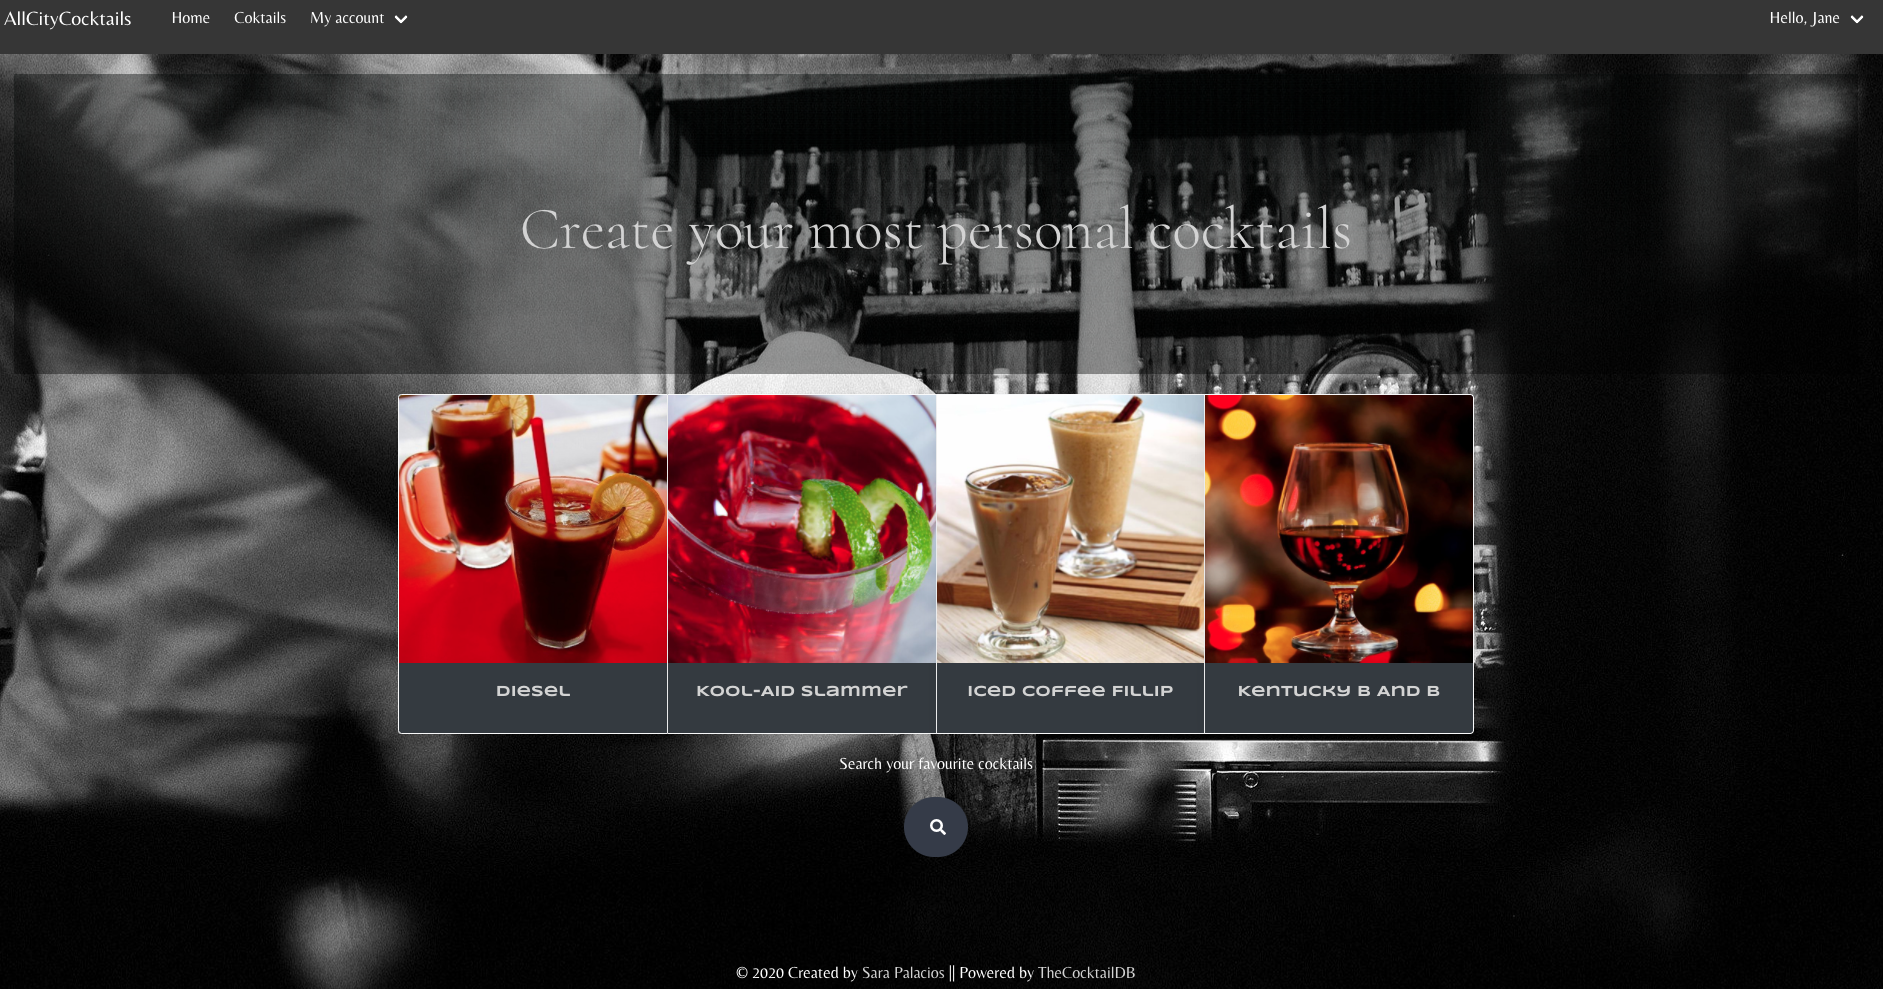 AllCityCocktails Home Coktails My account Hello, Jane
Create your most personal cocktails
Diesel
Kool-Aid Slammer
Iced Coffee Fillip
Kentucky B And B
Search your favourite cocktails
© 2020 Created by Sara Palacios || Powered by TheCocktailDB